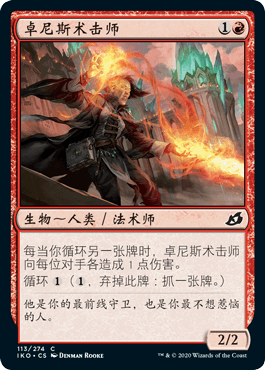 卓尼斯术击师 1
生物～人类／法术师
每当你循环另一张牌时，卓尼斯术击师
向每位对手各造成1点伤害。
循环 1 （1，弃掉此牌：抓一张牌。）
他是你的最前线守卫，也是你最不想惹恼
的人。
2/2
113/274 C
IKO • CS DENMAN ROOKE
™ & © 2020 Wizards of the Coast